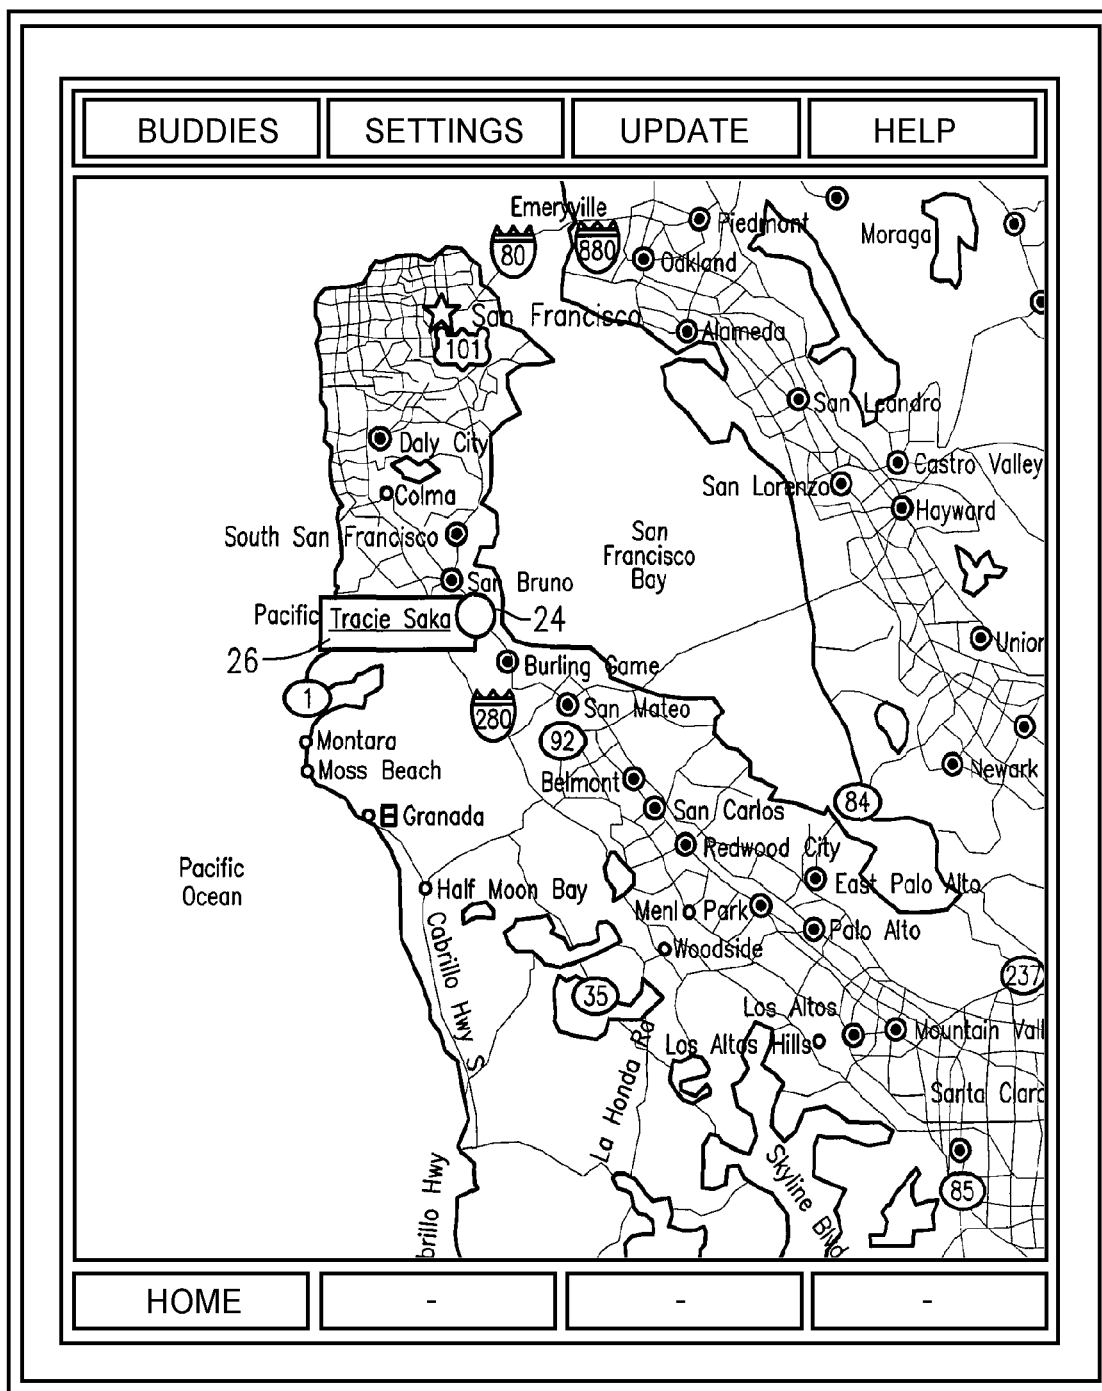 BUDDIES SETTINGS UPDATE HELP
Emeryville
Piedmont
Moraga
80
880
Oakland
San Francisco
101
Alameda
San Leandro
Daly City
Castro Valley
San Lorenzo
Colma
Hayward
South San Francisco
San
Francisco
Bay
San Bruno
Pacific
Tracie Saka
24
26
Union
Burling Game
1
280
San Mateo
92
Montara
Moss Beach
Newark
Belmont
84
San Carlos
Granada
Redwood City
Pacific
Ocean
East Palo Alto
Half Moon Bay
Menl Park
Palo Alto
Woodside
Cabrillo Hwy S
237
35
Los Altos
Mountain Vall
Los Altos Hills
La Honda Rd
Santa Clara
Skyline Blvd
85
brillo Hwy
HOME - - -